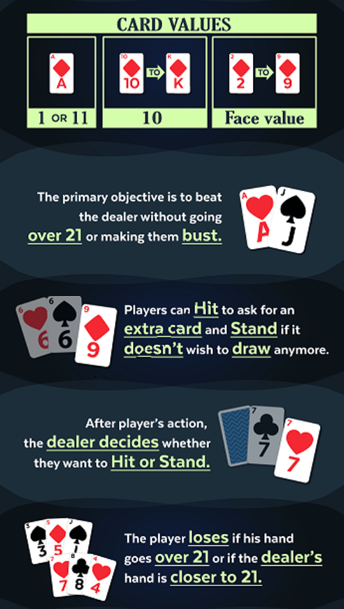 CARD VALUES
A
A
10
10
TO
K
K
2
2
TO
9
9
1 OR 11
10
Face value
The primary objective is to beat
the dealer without going
over 21 or making them bust.
A
A
J
J
Players can Hit to ask for an
extra card and Stand if it
doesn't wish to draw anymore.
6
6
6
6
9
9
After player's action,
the dealer decides whether
they want to Hit or Stand.
7
7
7
7
The player loses if his hand
goes over 21 or if the dealer's
hand is closer to 21.
3
5
J
7
8
4